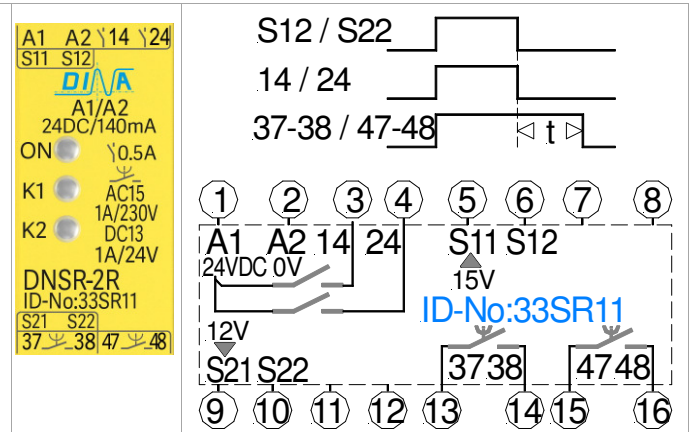 A1 A2 14 24
S11 S12
DINA
A1/A2
24DC/140mA
ON 0.5A
K1 AC15
1A/230V
K2 DC13
1A/24V
DNSR-2R
ID-No:33SR11
S21 S22
37 38 47 48
S12 / S22
14 / 24
37-38 / 47-48
t
1 2 3 4 5 6 7 8
A1 A2 14 24 S11 S12
24VDC 0V
15V
ID-No:33SR11
12V
37 38 47 48
S21 S22
9 10 11 12 13 14 15 16